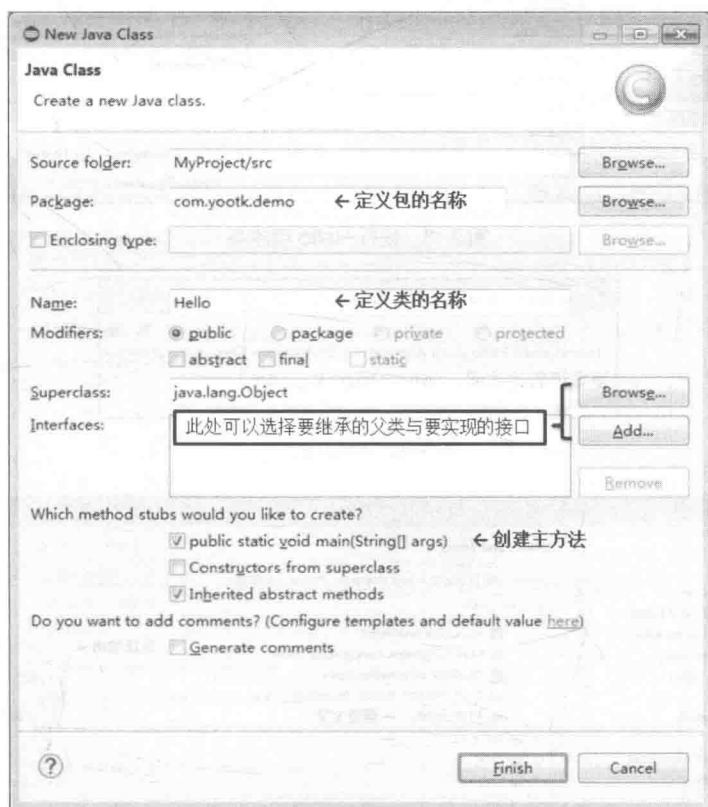 New Java Class
Java Class
Create a new Java class.
Source folder: MyProject/src Browse...
Package: com.yootk.demo ←定义包的名称 Browse...
Enclosing type: Browse...
Name: Hello ←定义类的名称
Modifiers: public package private protected
abstract final static
Superclass: java.lang.Object Browse...
Interfaces: 此处可以选择要继承的父类与要实现的接口 Add...
Remove
Which method stubs would you like to create?
public static void main(String[] args) ←创建主方法
Constructors from superclass
Inherited abstract methods
Do you want to add comments? (Configure templates and default value here)
Generate comments
? Finish Cancel